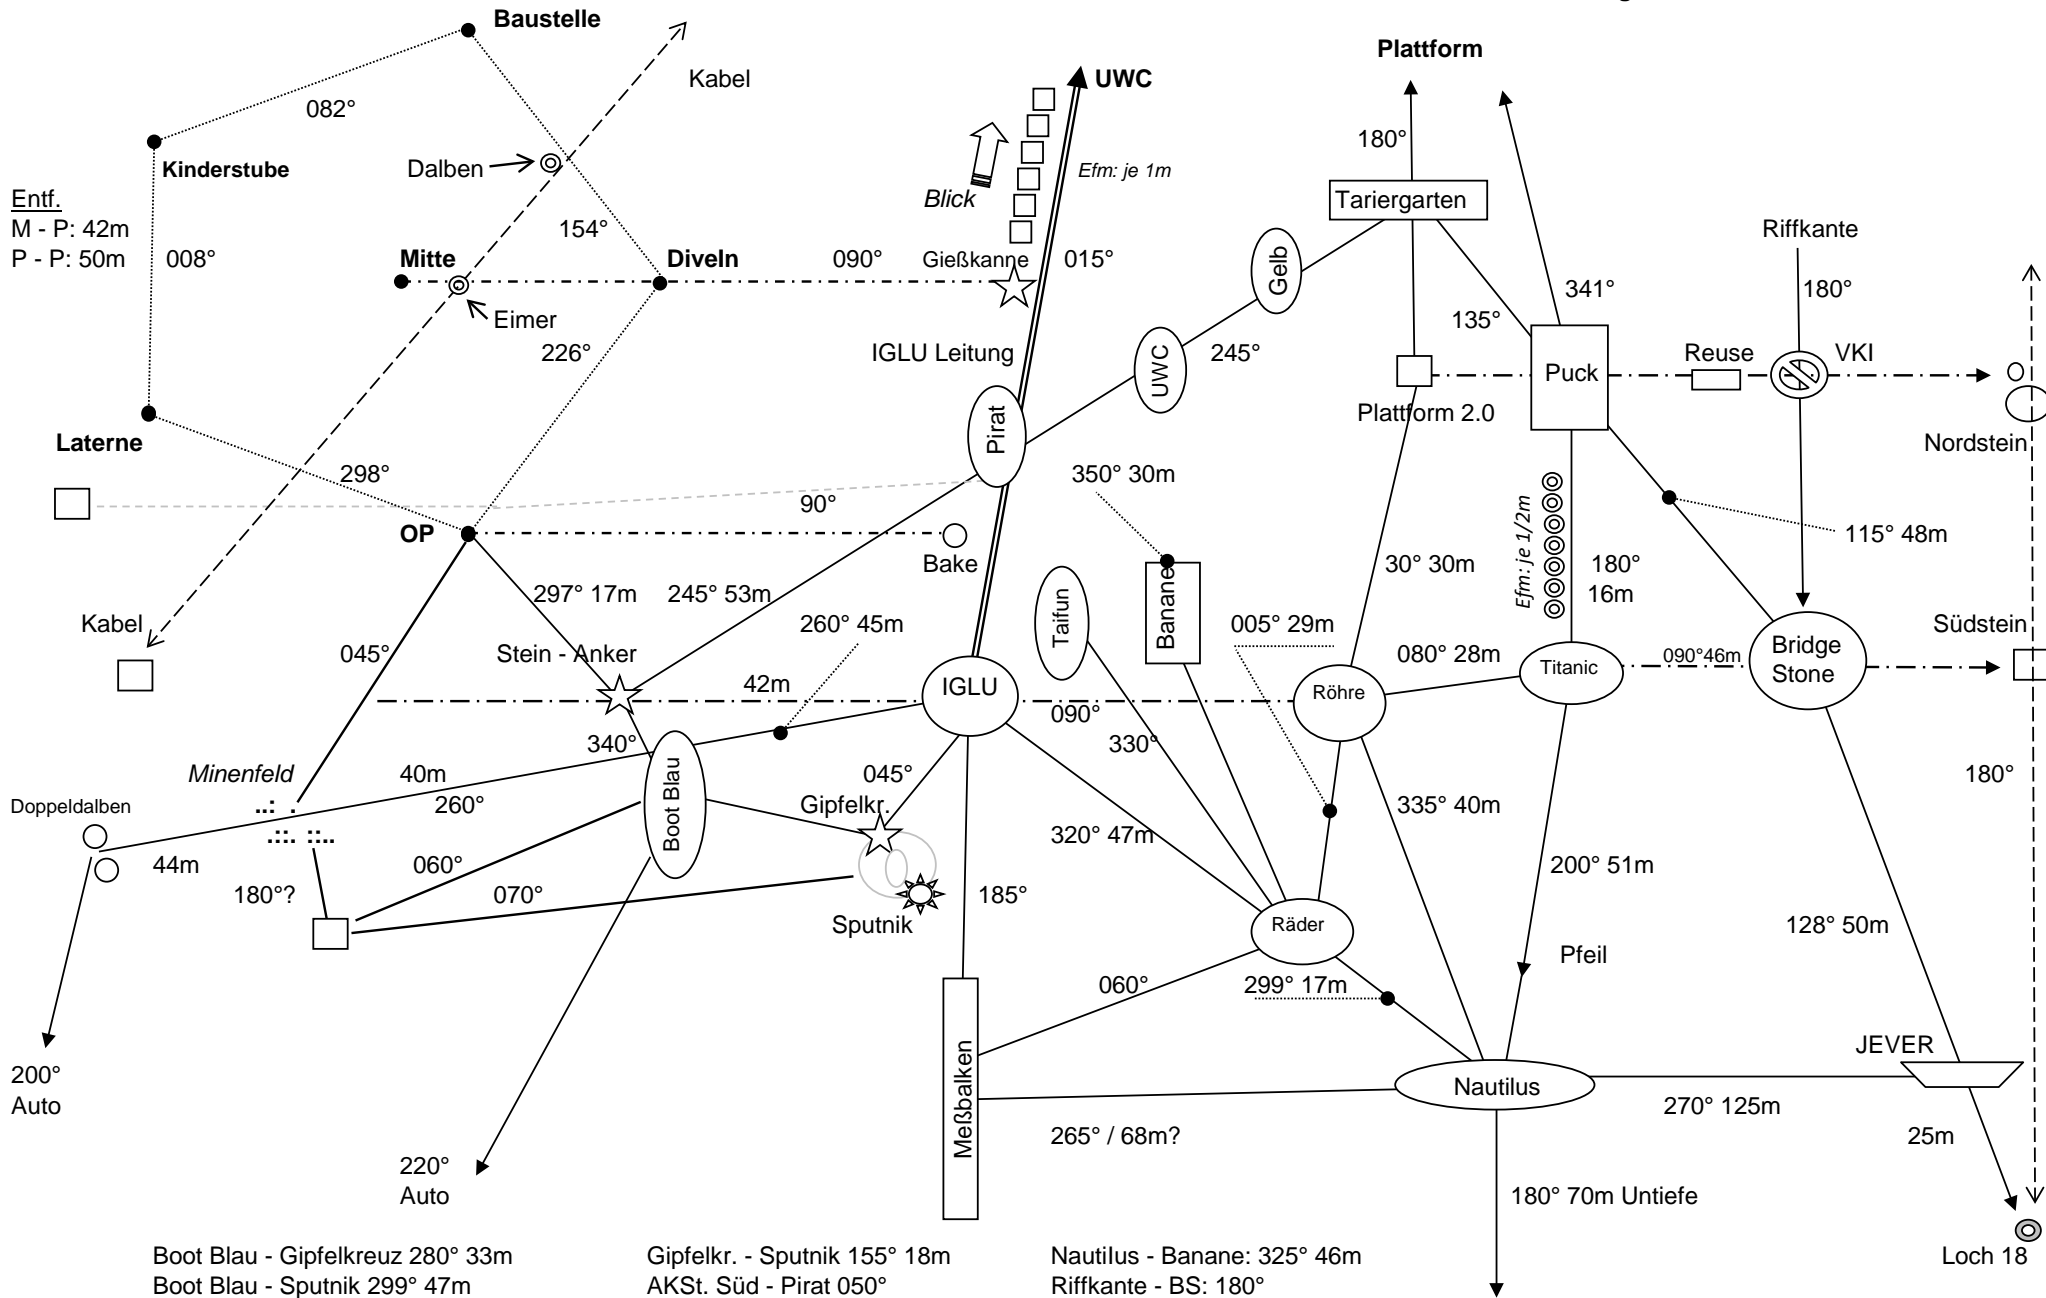 Baustelle
Kabel
Plattform
UWC
082°
Dalben
Kinderstube
180°
Efm: je 1m
Blick
Tariergarten
Entf.
M - P: 42m
P - P: 50m
008°
154°
Mitte
Diveln
090°
Gießkanne
015°
Gelb
Riffkante
341°
180°
Eimer
135°
226°
IGLU Leitung
UWC
245°
Reuse
VKI
Puck
Plattform 2.0
Pirat
Laterne
Nordstein
298°
350° 30m
90°
Efm: je 1/2m
OP
Bake
115° 48m
30° 30m
180°
16m
297° 17m
245° 53m
Taifun
Banane
Kabel
260° 45m
005° 29m
Südstein
045°
Stein - Anker
080° 28m
Titanic
090°46m
Bridge
Stone
42m
IGLU
Röhre
090°
340°
330°
Minenfeld
40m
045°
180°
Doppeldalben
260°
Boot Blau
Gipfelkr.
335° 40m
320° 47m
44m
060°
200° 51m
180°?
070°
185°
Sputnik
Räder
128° 50m
Pfeil
060°
299° 17m
JEVER
200°
Auto
Meßbalken
Nautilus
270° 125m
265° / 68m?
25m
220°
Auto
180° 70m Untiefe
Boot Blau - Gipfelkreuz 280° 33m
Gipfelkr. - Sputnik 155° 18m
Nautilus - Banane: 325° 46m
Loch 18
Boot Blau - Sputnik 299° 47m
AKSt. Süd - Pirat 050°
Riffkante - BS: 180°